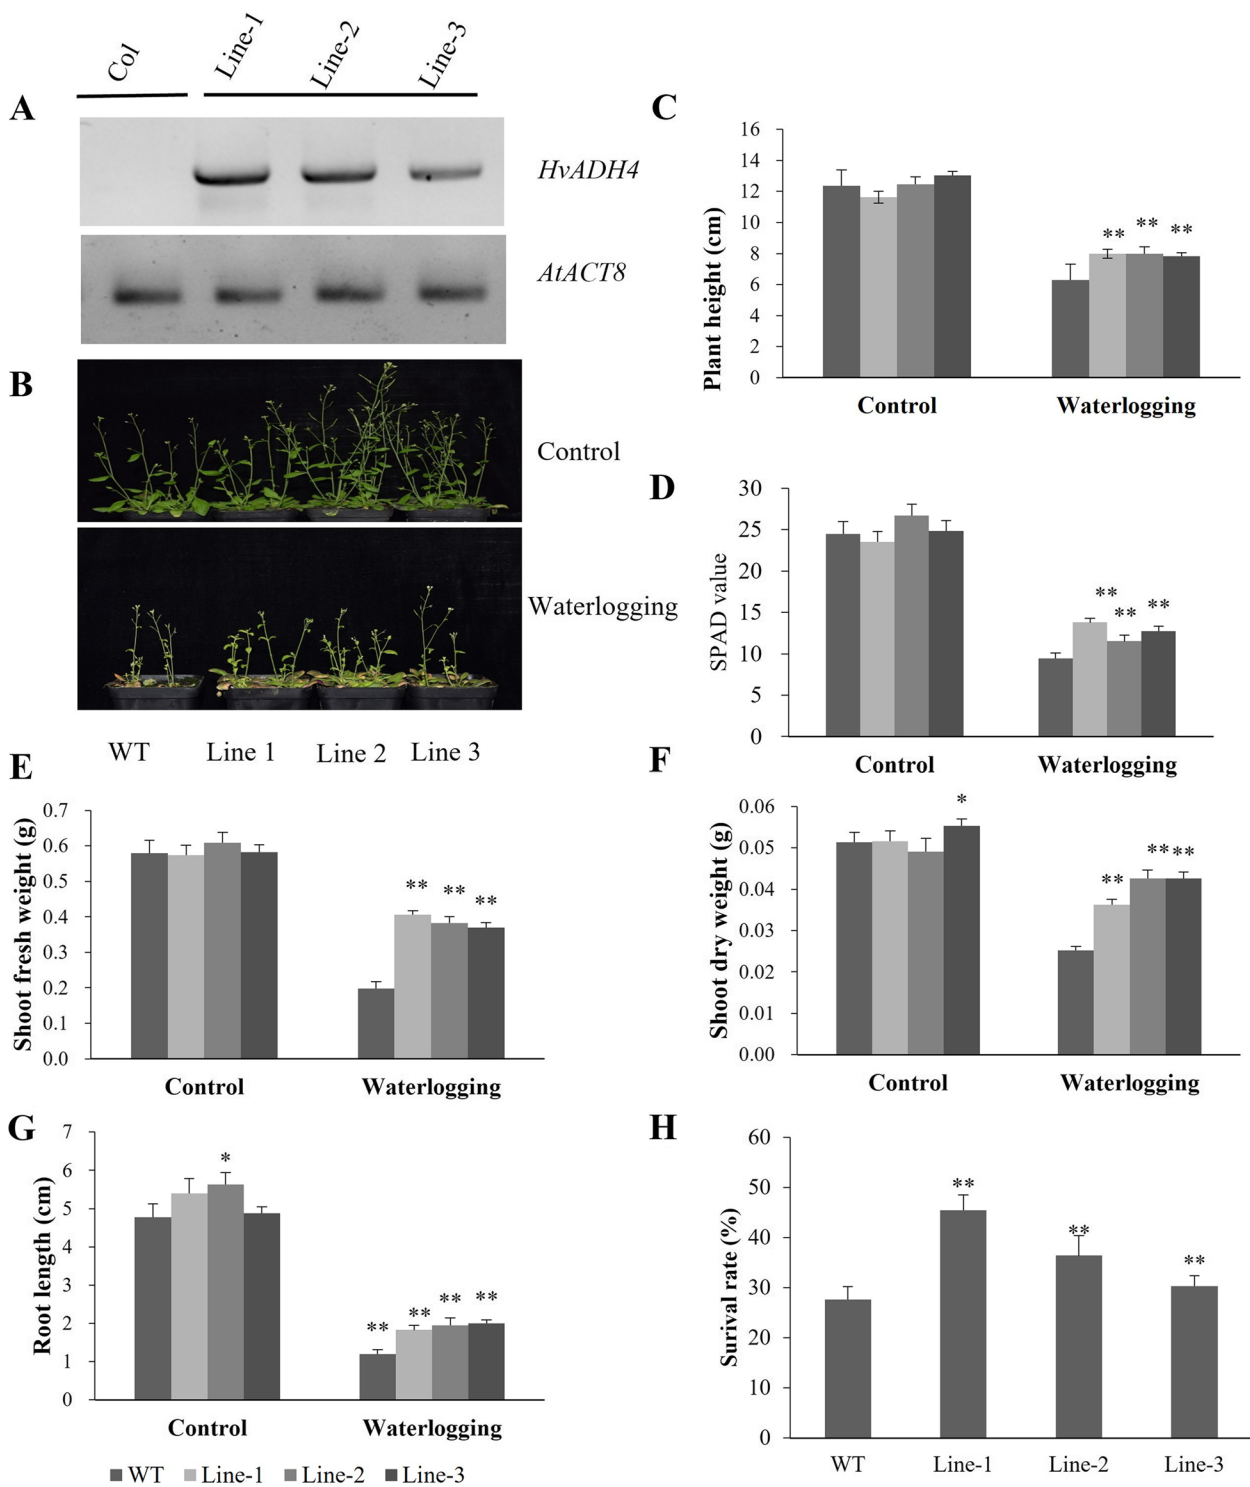 Col
Line-1
Line-2
Line-3
A
HvADH4
AtACT8
B
Control
Waterlogging
WT
Line 1
Line 2
Line 3
C
Plant height (cm)
16
14
12
10
8
6
4
2
0
** ** **
Control
Waterlogging
D
SPAD value
30
25
20
15
10
5
0
** ** **
Control
Waterlogging
E
Shoot fresh weight (g)
0.7
0.6
0.5
0.4
0.3
0.2
0.1
0.0
** ** **
Control
Waterlogging
F
Shoot dry weight (g)
0.06
0.05
0.04
0.03
0.02
0.01
0.00
*
** ** **
Control
Waterlogging
G
Root length (cm)
7
6
5
4
3
2
1
0
*
** ** ** **
Control
Waterlogging
WT Line-1 Line-2 Line-3
H
Surival rate (%)
60
50
40
30
20
10
0
** ** **
WT
Line-1
Line-2
Line-3